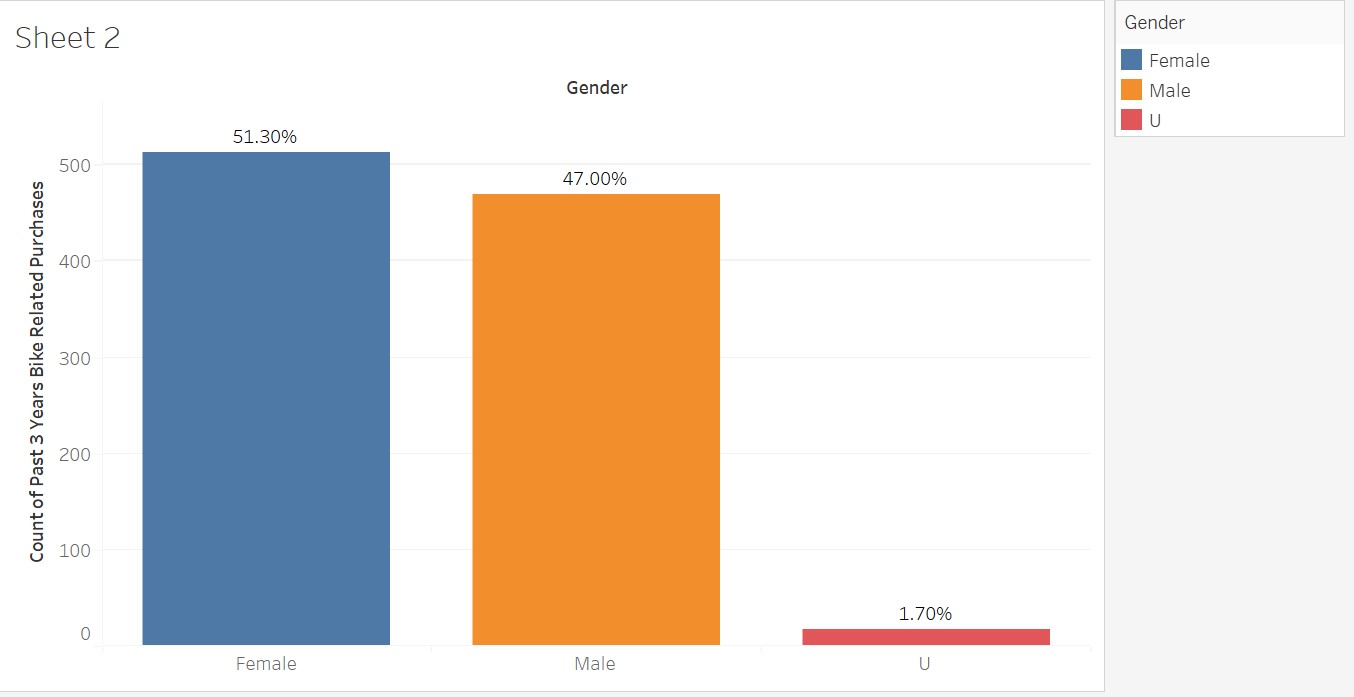 Sheet 2
Gender
Count of Past 3 Years Bike Related Purchases
500
400
300
200
100
0
51.30%
47.00%
1.70%
Female
Male
U
Gender
Female
Male
U